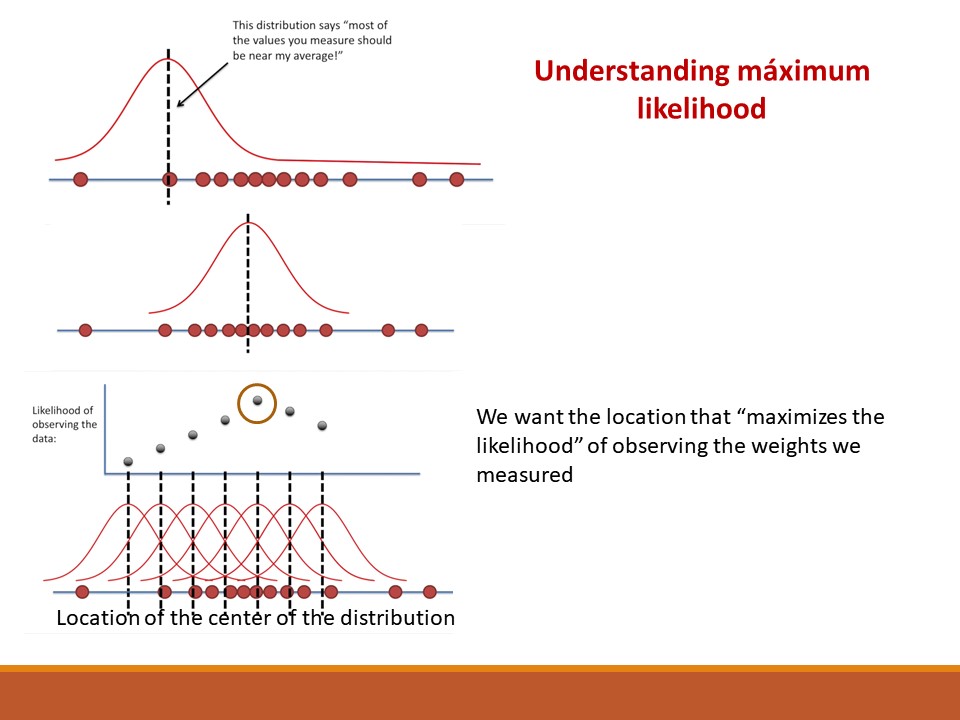 This distribution says “most of
the values you measure should
be near my average!”
Understanding máximum
likelihood
Likelihood of
observing the
data:
We want the location that “maximizes the
likelihood” of observing the weights we
measured
Location of the center of the distribution